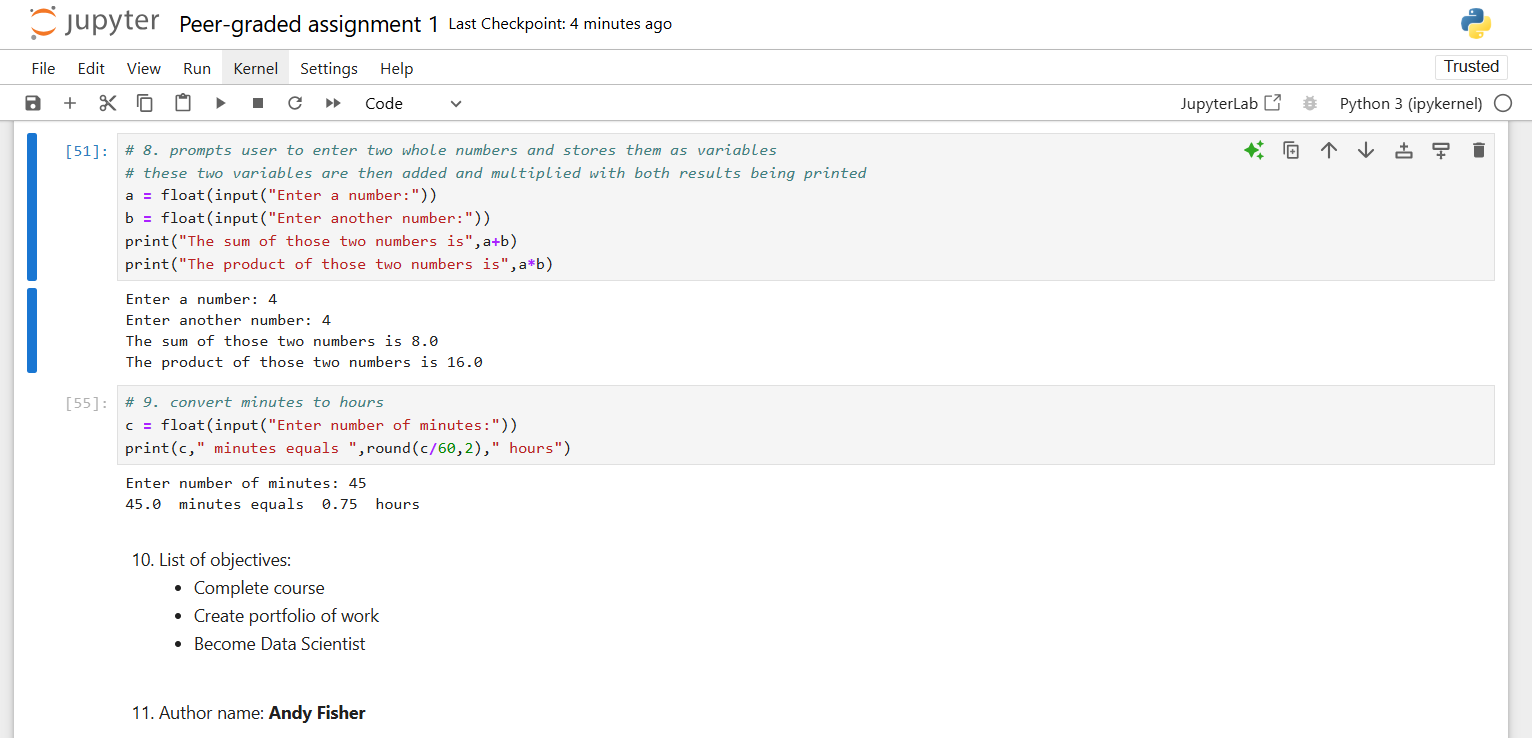 jupyter Peer-graded assignment 1 Last Checkpoint: 4 minutes ago
File Edit View Run Kernel Settings Help Trusted
Code JupyterLab Python 3 (ipykernel)
[51]: # 8. prompts user to enter two whole numbers and stores them as variables
# these two variables are then added and multiplied with both results being printed
a = float(input("Enter a number:"))
b = float(input("Enter another number:"))
print("The sum of those two numbers is",a+b)
print("The product of those two numbers is",a*b)
Enter a number: 4
Enter another number: 4
The sum of those two numbers is 8.0
The product of those two numbers is 16.0
[55]: # 9. convert minutes to hours
c = float(input("Enter number of minutes:"))
print(c," minutes equals ",round(c/60,2)," hours")
Enter number of minutes: 45
45.0  minutes equals  0.75  hours
10. List of objectives:
• Complete course
• Create portfolio of work
• Become Data Scientist
11. Author name: Andy Fisher